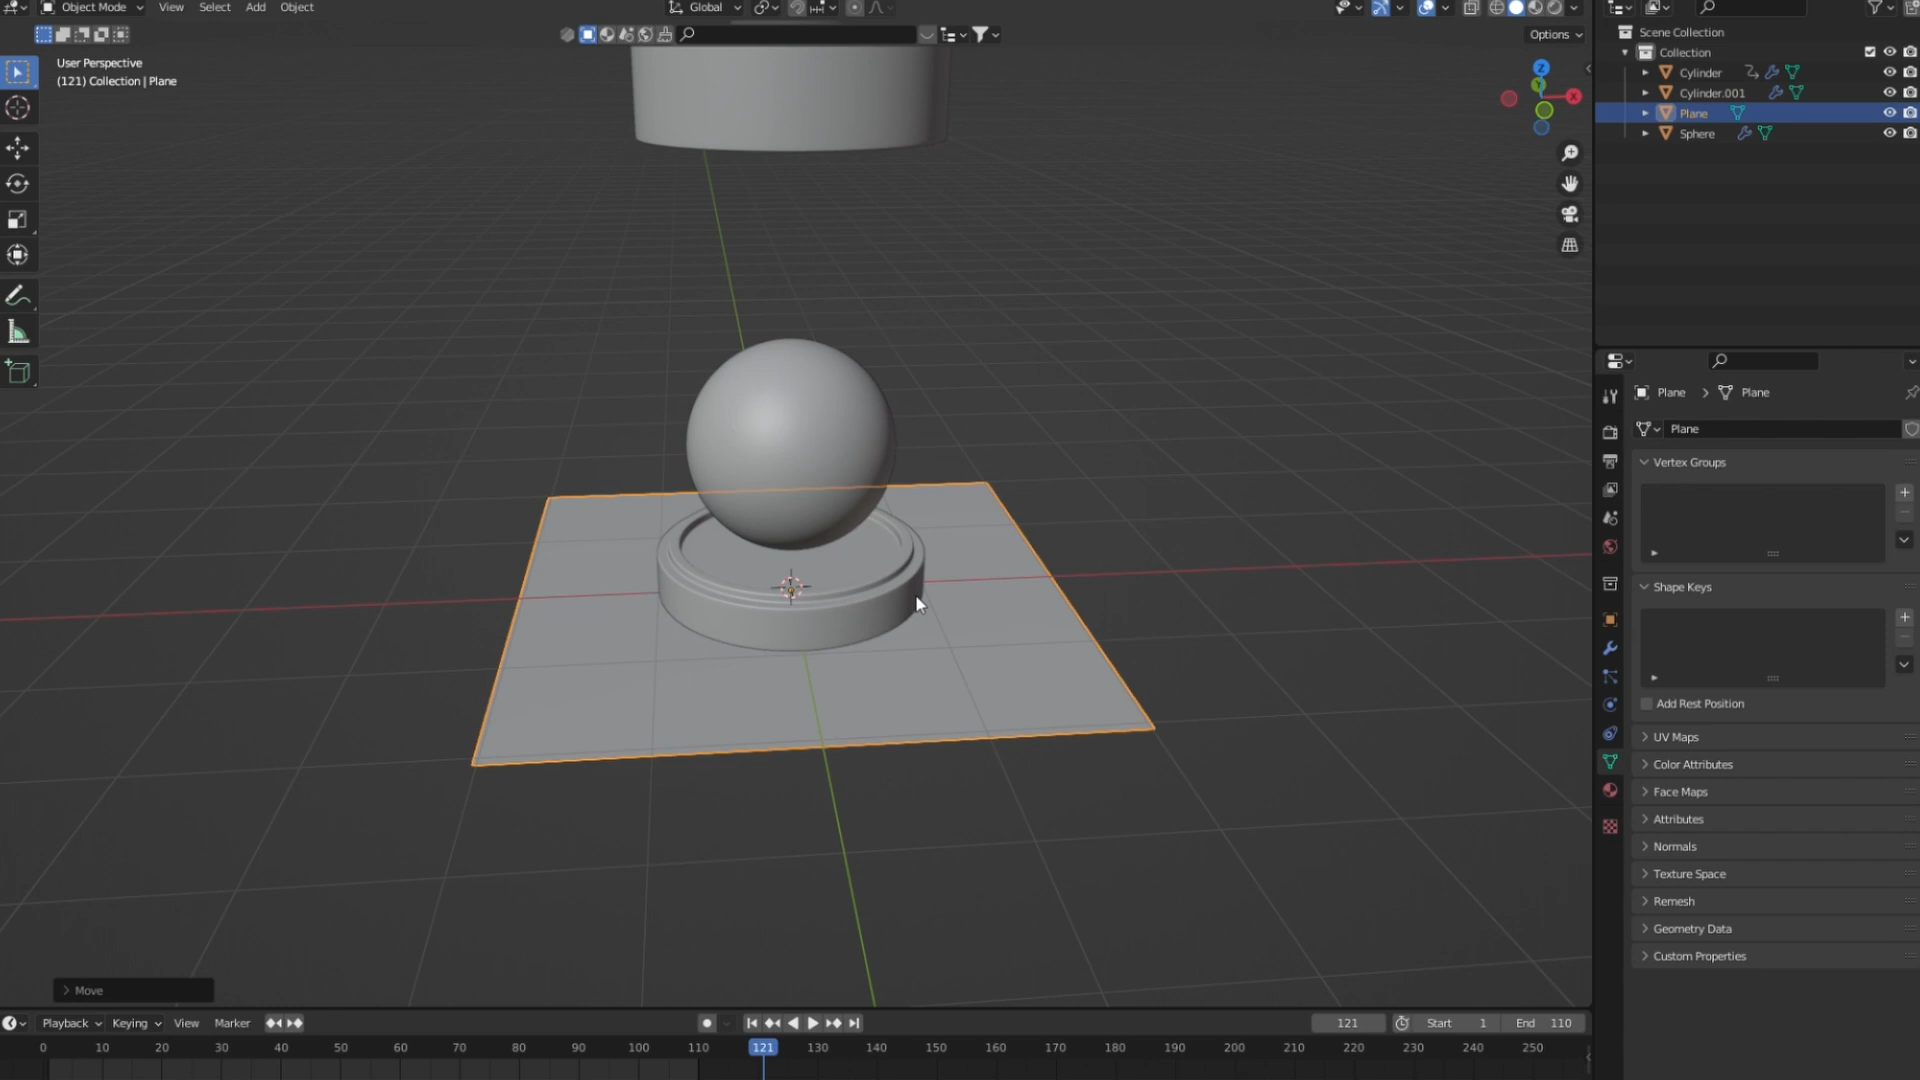 Object Mode View Select Add Object Global
Options
User Perspective
(121) Collection | Plane
Scene Collection
Collection
Cylinder
Cylinder.001
Plane
Sphere
Plane > Plane
Plane
Vertex Groups
Shape Keys
Add Rest Position
UV Maps
Color Attributes
Face Maps
Attributes
Normals
Texture Space
Remesh
Geometry Data
Custom Properties
Z
Y
X
> Move
Playback Keying View Marker 121 Start 1 End 110
0 10 20 30 40 50 60 70 80 90 100 110 121 130 140 150 160 170 180 190 200 210 220 230 240 250